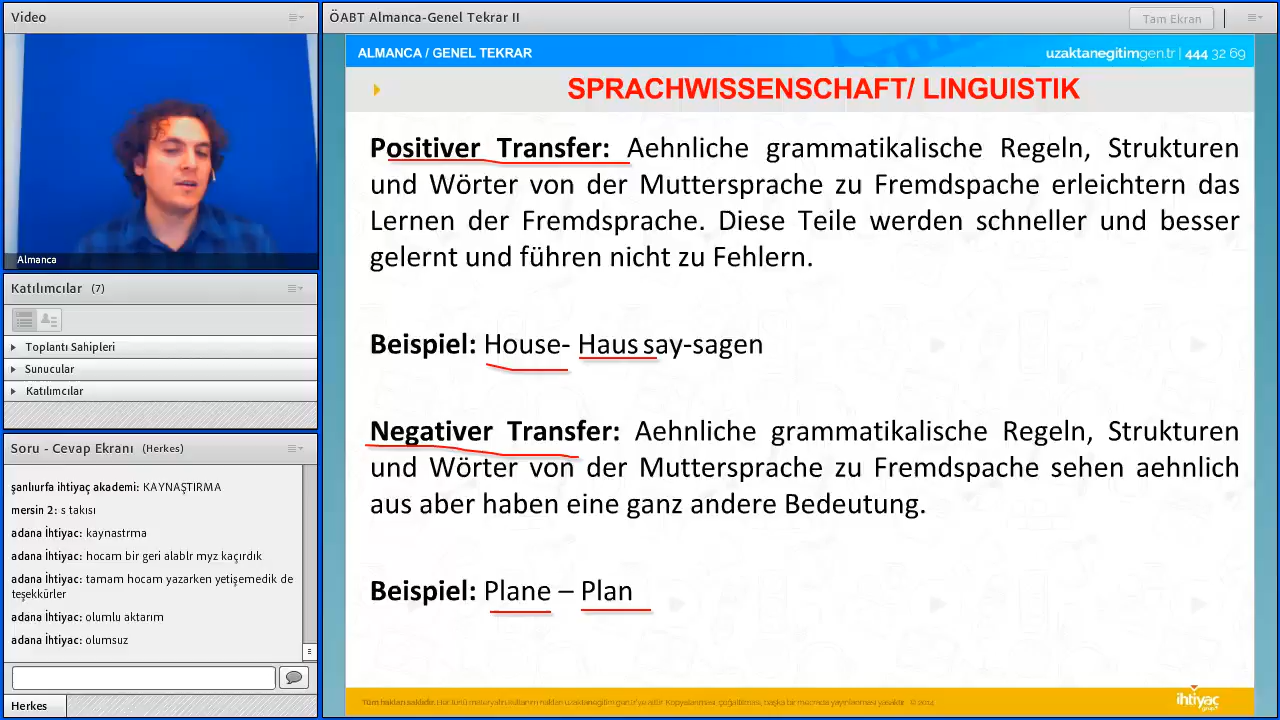 Video
Almanca
Katılımcılar (7)
Toplantı Sahipleri
Sunucular
Katılımcılar
Soru - Cevap Ekranı (Herkes)
şanlıurfa ihtiyaç akademi: KAYNAŞTIRMA
mersin 2: s takısı
adana İhtiyaç: kaynastrma
adana İhtiyaç: hocam bir geri alablr myz kaçırdık
adana İhtiyaç: tamam hocam yazarken yetişemedik de
teşekkürler
adana İhtiyaç: olumlu aktarım
adana İhtiyaç: olumsuz
Herkes
ÖABT Almanca-Genel Tekrar II
Tam Ekran
ALMANCA / GENEL TEKRAR
uzaktanegitimgen.tr | 444 32 69
SPRACHWISSENSCHAFT/ LINGUISTIK
Positiver Transfer: Aehnliche grammatikalische Regeln, Strukturen
und Wörter von der Muttersprache zu Fremdspache erleichtern das
Lernen der Fremdsprache. Diese Teile werden schneller und besser
gelernt und führen nicht zu Fehlern.
Beispiel: House- Haus say-sagen
Negativer Transfer: Aehnliche grammatikalische Regeln, Strukturen
und Wörter von der Muttersprache zu Fremdspache sehen aehnlich
aus aber haben eine ganz andere Bedeutung.
Beispiel: Plane – Plan
Tüm hakları saklıdır.
© 2014
ihtiyaç